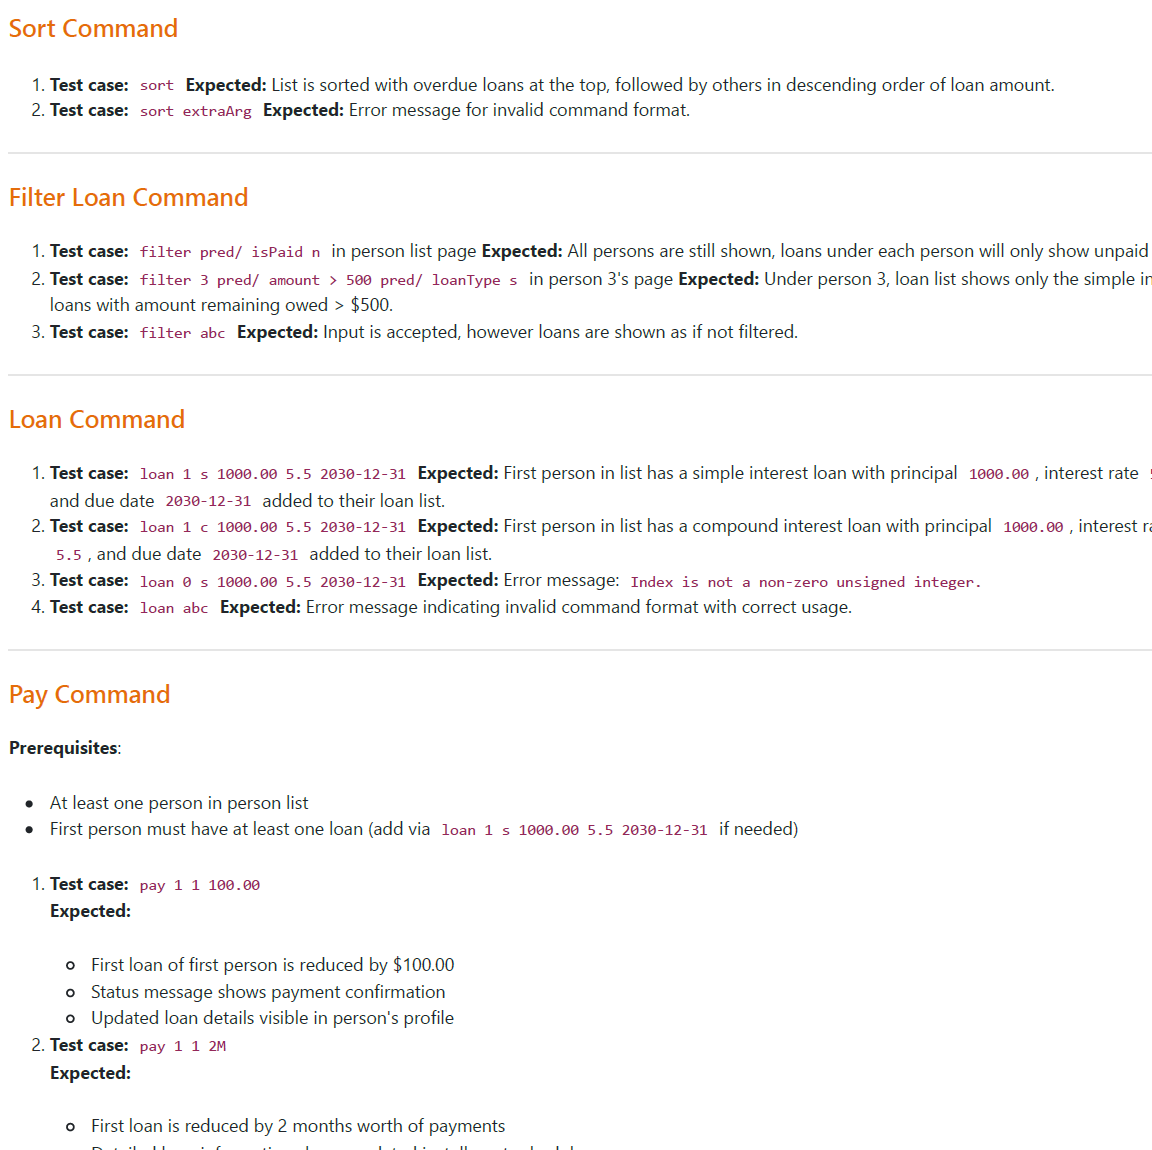 Sort Command
1. Test case: sort Expected: List is sorted with overdue loans at the top, followed by others in descending order of loan amount.
2. Test case: sort extraArg Expected: Error message for invalid command format.
Filter Loan Command
1. Test case: filter pred/ isPaid n in person list page Expected: All persons are still shown, loans under each person will only show unpaid
2. Test case: filter 3 pred/ amount > 500 pred/ loanType s in person 3's page Expected: Under person 3, loan list shows only the simple
loans with amount remaining owed > $500.
3. Test case: filter abc Expected: Input is accepted, however loans are shown as if not filtered.
Loan Command
1. Test case: loan 1 s 1000.00 5.5 2030-12-31 Expected: First person in list has a simple interest loan with principal 1000.00 , interest rate
and due date 2030-12-31 added to their loan list.
2. Test case: loan 1 c 1000.00 5.5 2030-12-31 Expected: First person in list has a compound interest loan with principal 1000.00 , interest
5.5 , and due date 2030-12-31 added to their loan list.
3. Test case: loan 0 s 1000.00 5.5 2030-12-31 Expected: Error message: Index is not a non-zero unsigned integer.
4. Test case: loan abc Expected: Error message indicating invalid command format with correct usage.
Pay Command
Prerequisites:
• At least one person in person list
• First person must have at least one loan (add via loan 1 s 1000.00 5.5 2030-12-31 if needed)
1. Test case: pay 1 1 100.00
Expected:
○ First loan of first person is reduced by $100.00
○ Status message shows payment confirmation
○ Updated loan details visible in person's profile
2. Test case: pay 1 1 2M
Expected:
○ First loan is reduced by 2 months worth of payments